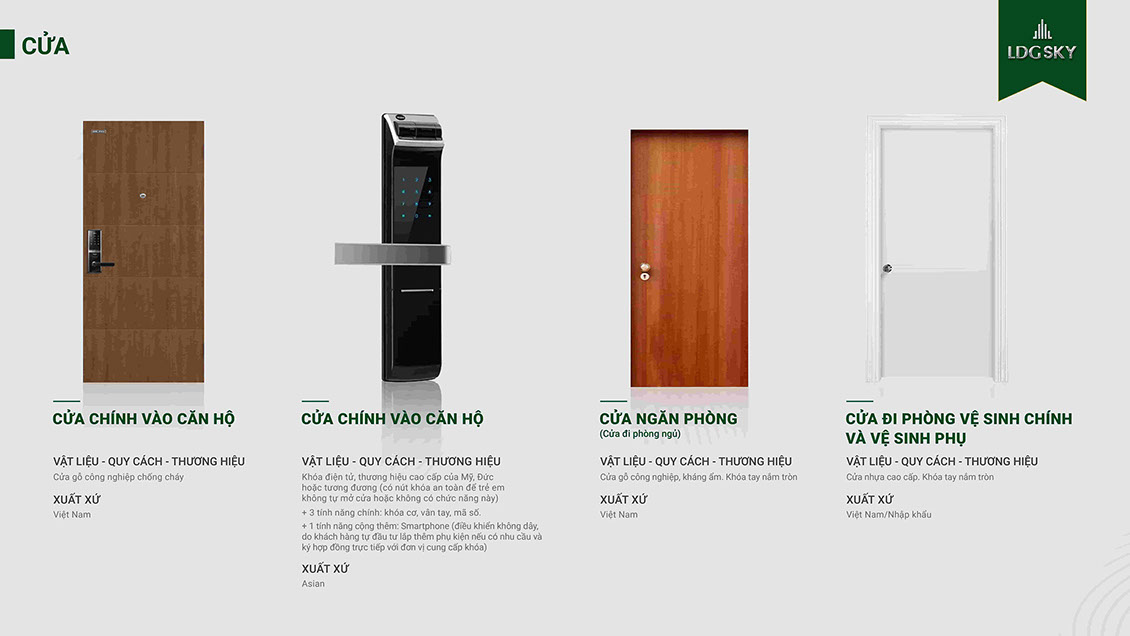 CỬA
LDG SKY
CỬA CHÍNH VÀO CĂN HỘ
VẬT LIỆU - QUY CÁCH - THƯƠNG HIỆU
Cửa gỗ công nghiệp chống cháy
XUẤT XỨ
Việt Nam
CỬA CHÍNH VÀO CĂN HỘ
VẬT LIỆU - QUY CÁCH - THƯƠNG HIỆU
Khóa điện tử, thương hiệu cao cấp của Mỹ, Đức
hoặc tương đương (có nút khóa an toàn để trẻ em
không tự mở cửa hoặc không có chức năng này)
+ 3 tính năng chính: khóa cơ, vân tay, mã số.
+ 1 tính năng cộng thêm: Smartphone (điều khiển không dây,
do khách hàng tự đầu tư lắp thêm phụ kiện nếu có nhu cầu và
ký hợp đồng trực tiếp với đơn vị cung cấp khóa)
XUẤT XỨ
Asian
CỬA NGĂN PHÒNG
(Cửa đi phòng ngủ)
VẬT LIỆU - QUY CÁCH - THƯƠNG HIỆU
Cửa gỗ công nghiệp, kháng ẩm. Khóa tay nắm tròn
XUẤT XỨ
Việt Nam
CỬA ĐI PHÒNG VỆ SINH CHÍNH
VÀ VỆ SINH PHỤ
VẬT LIỆU - QUY CÁCH - THƯƠNG HIỆU
Cửa nhựa cao cấp. Khóa tay nắm tròn
XUẤT XỨ
Việt Nam/Nhập khẩu